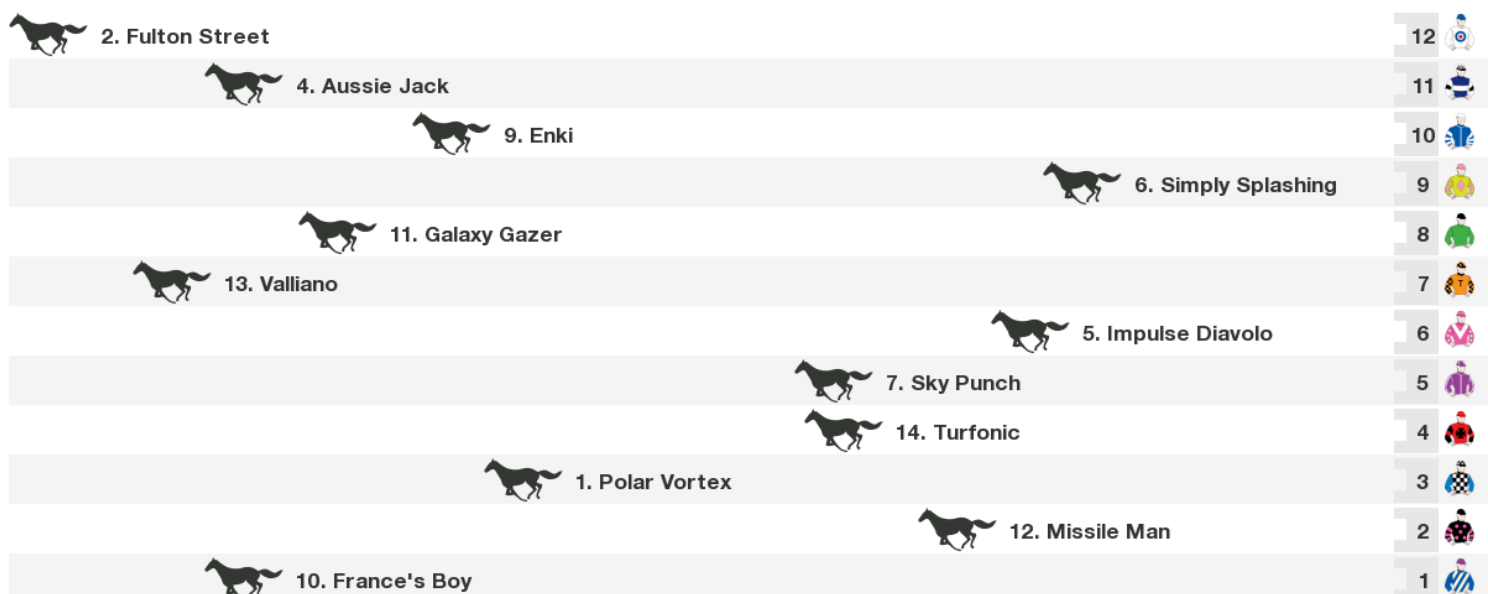 2. Fulton Street 12
4. Aussie Jack 11
9. Enki 10
6. Simply Splashing 9
11. Galaxy Gazer 8
13. Valliano 7
T
5. Impulse Diavolo 6
7. Sky Punch 5
14. Turfonic 4
1. Polar Vortex 3
12. Missile Man 2
10. France's Boy 1